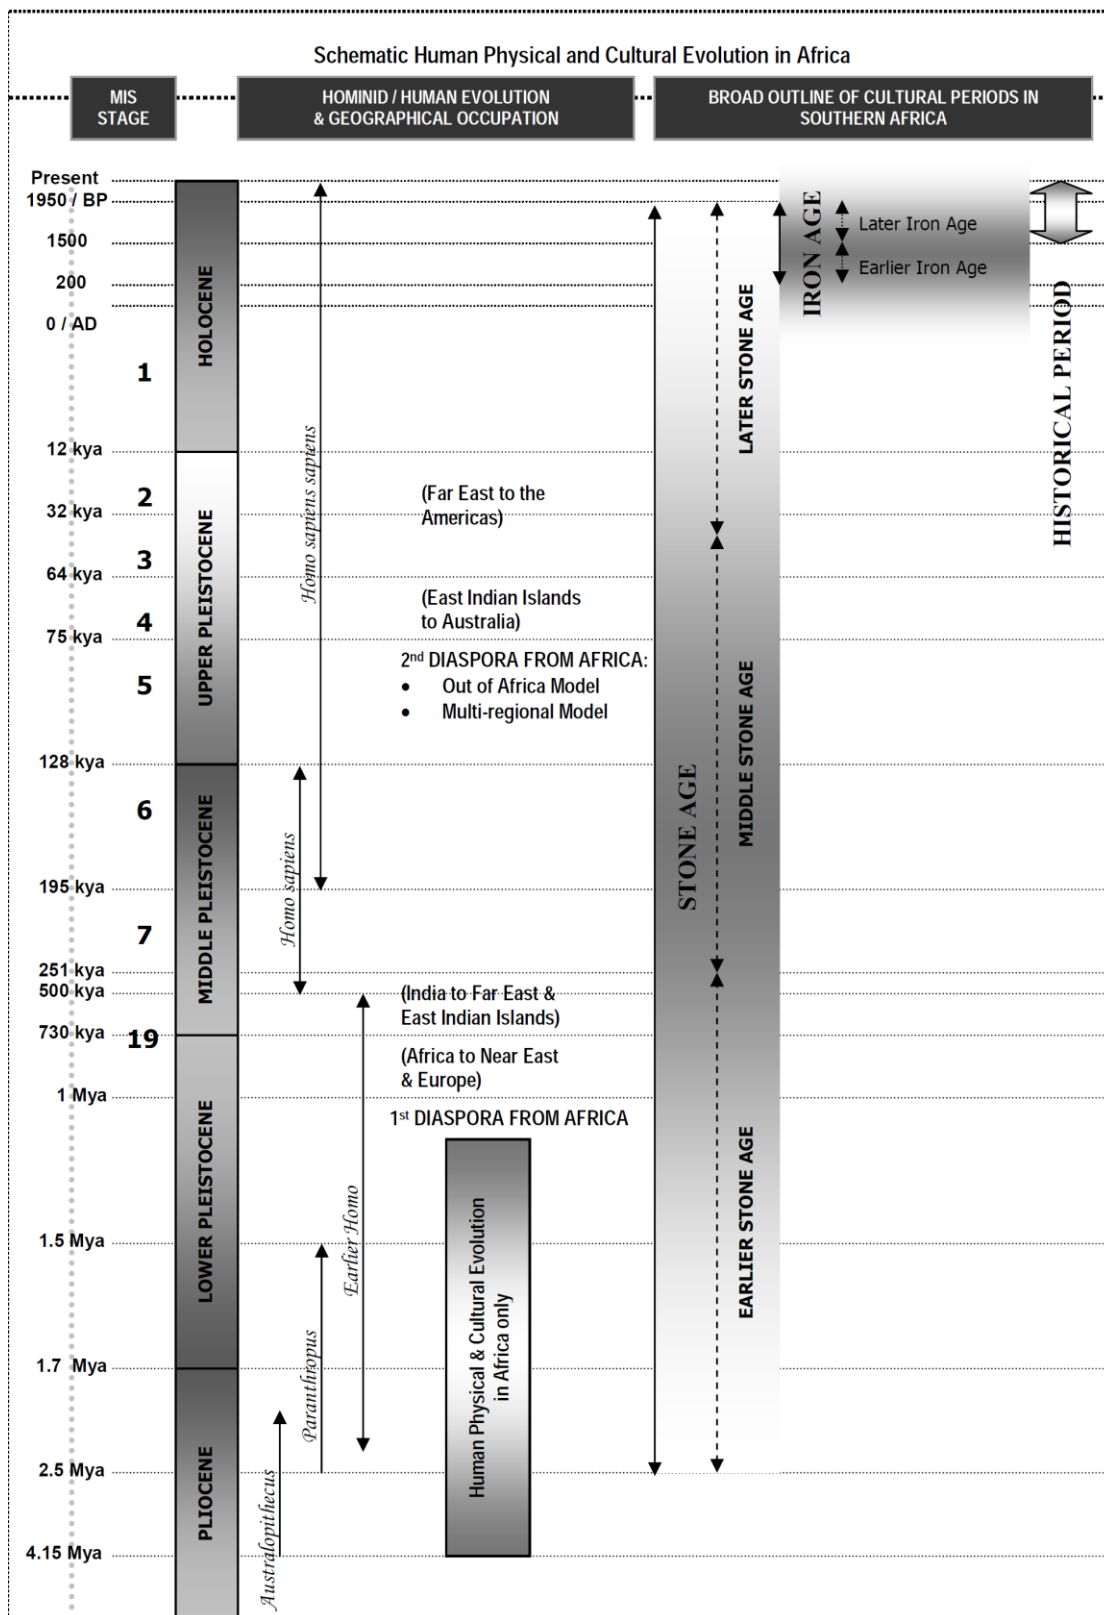 Schematic Human Physical and Cultural Evolution in Africa
MIS
STAGE
HOMINID / HUMAN EVOLUTION
& GEOGRAPHICAL OCCUPATION
BROAD OUTLINE OF CULTURAL PERIODS IN
SOUTHERN AFRICA
Present
1950 / BP
1500
200
0 / AD
1
12 kya
2
32 kya
3
64 kya
4
75 kya
5
128 kya
6
195 kya
7
251 kya
500 kya
730 kya
19
1 Mya
1.5 Mya
1.7 Mya
2.5 Mya
4.15 Mya
HOLOCENE
UPPER PLEISTOCENE
MIDDLE PLEISTOCENE
LOWER PLEISTOCENE
PLIOCENE
Homo sapiens sapiens
Homo sapiens
Earlier Homo
Paranthropus
Australopithecus
(Far East to the
Americas)
(East Indian Islands
to Australia)
2nd DIASPORA FROM AFRICA:
• Out of Africa Model
• Multi-regional Model
(India to Far East &
East Indian Islands)
(Africa to Near East
& Europe)
1st DIASPORA FROM AFRICA
Human Physical & Cultural Evolution
in Africa only
STONE AGE
LATER STONE AGE
MIDDLE STONE AGE
EARLIER STONE AGE
IRON AGE
Later Iron Age
Earlier Iron Age
HISTORICAL PERIOD